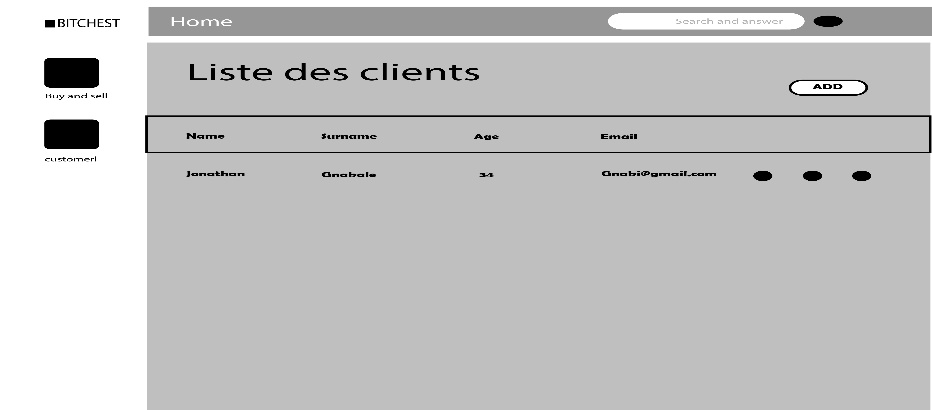 BITCHEST
Home
Search and answer
Buy and sell
customerl
Liste des clients
ADD
Name Surname Age Email
Jonathan Gnabale 34 Gnabi@gmail.com